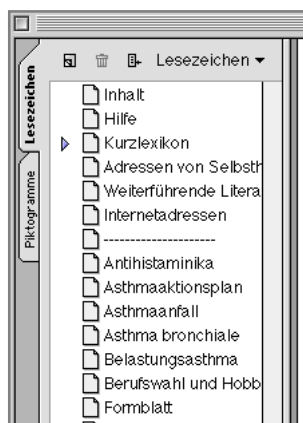 Lesezeichen
Lesezeichen
Piktogramme
Inhalt
Hilfe
Kurzlexikon
Adressen von Selbsth
Weiterführende Litera
Internetadressen
---------------------
Antihistaminika
Asthmaaktionsplan
Asthmaanfall
Asthma bronchiale
Belastungsasthma
Berufswahl und Hobb
Formblatt